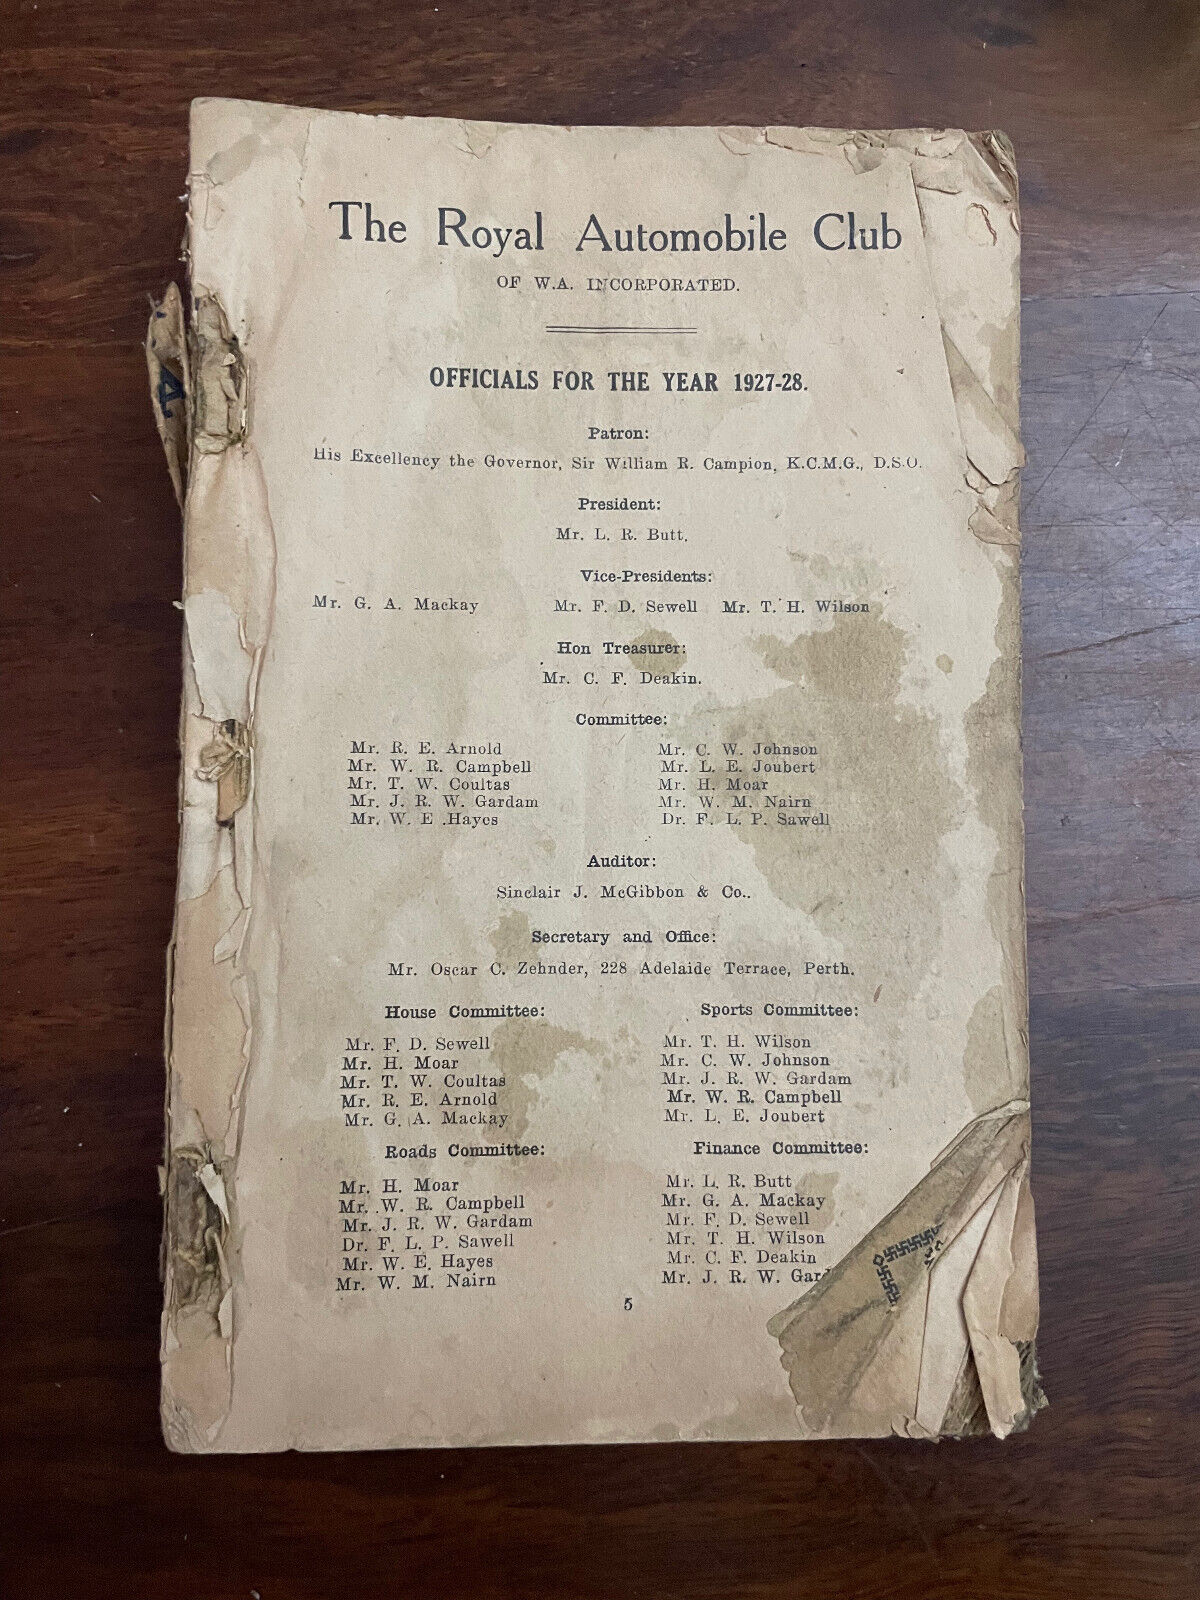 The Royal Automobile Club
OF W.A. INCORPORATED.
OFFICIALS FOR THE YEAR 1927-28.
Patron:
His Excellency the Governor, Sir William R. Campion, K.C.M.G., D.S.O.
President:
Mr. L. R. Butt.
Vice-Presidents:
Mr. G. A. Mackay Mr. F. D. Sewell Mr. T. H. Wilson
Hon Treasurer:
Mr. C. F. Deakin.
Committee:
Mr. R. E. Arnold
Mr. W. R. Campbell
Mr. T. W. Coultas
Mr. J. R. W. Gardam
Mr. W. E .Hayes
Mr. C. W. Johnson
Mr. L. E. Joubert
Mr. H. Moar
Mr. W. M. Nairn
Dr. F. L. P. Sawell
Auditor:
Sinclair J. McGibbon & Co..
Secretary and Office:
Mr. Oscar C. Zehnder, 228 Adelaide Terrace, Perth.
House Committee:
Mr. F. D. Sewell
Mr. H. Moar
Mr. T. W. Coultas
Mr. R. E. Arnold
Mr. G. A. Mackay
Sports Committee:
Mr. T. H. Wilson
Mr. C. W. Johnson
Mr. J. R. W. Gardam
Mr. W. R. Campbell
Mr. L. E. Joubert
Roads Committee:
Mr. H. Moar
Mr. W. R. Campbell
Mr. J. R. W. Gardam
Dr. F. L. P. Sawell
Mr. W. E. Hayes
Mr. W. M. Nairn
Finance Committee:
Mr. L. R. Butt
Mr. G. A. Mackay
Mr. F. D. Sewell
Mr. T. H. Wilson
Mr. C. F. Deakin
Mr. J. R. W. Gard
5